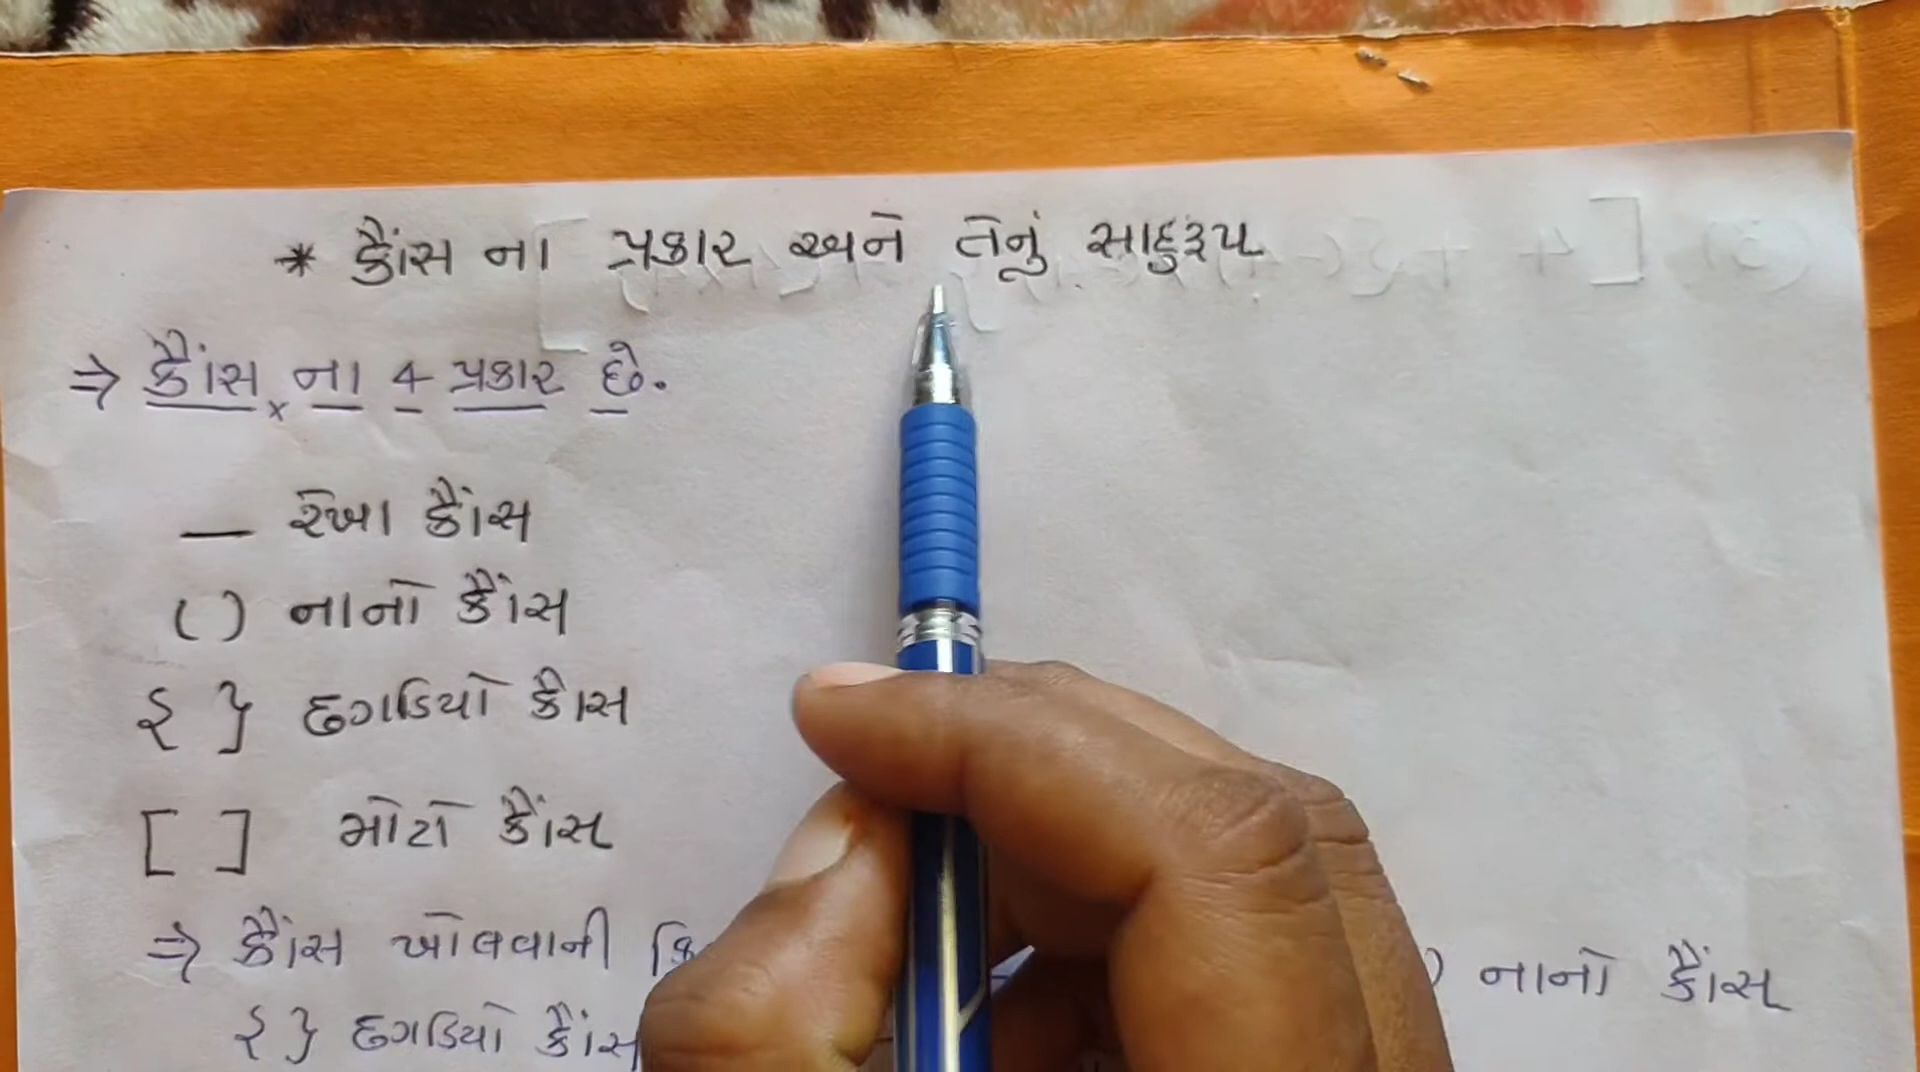 * કૌંસ ના પ્રકાર અને તેનું સાદુરૂપ
⇒ કૌંસ ના 4 પ્રકાર છે.
— રેખા કૌંસ
( ) નાનો કૌંસ
{ } છગડિયો કૌંસ
[ ] મોટો કૌંસ
⇒ કૌંસ ખોલવાની ) નાનો કૌંસ
{ } છગડિયો કૌંસ